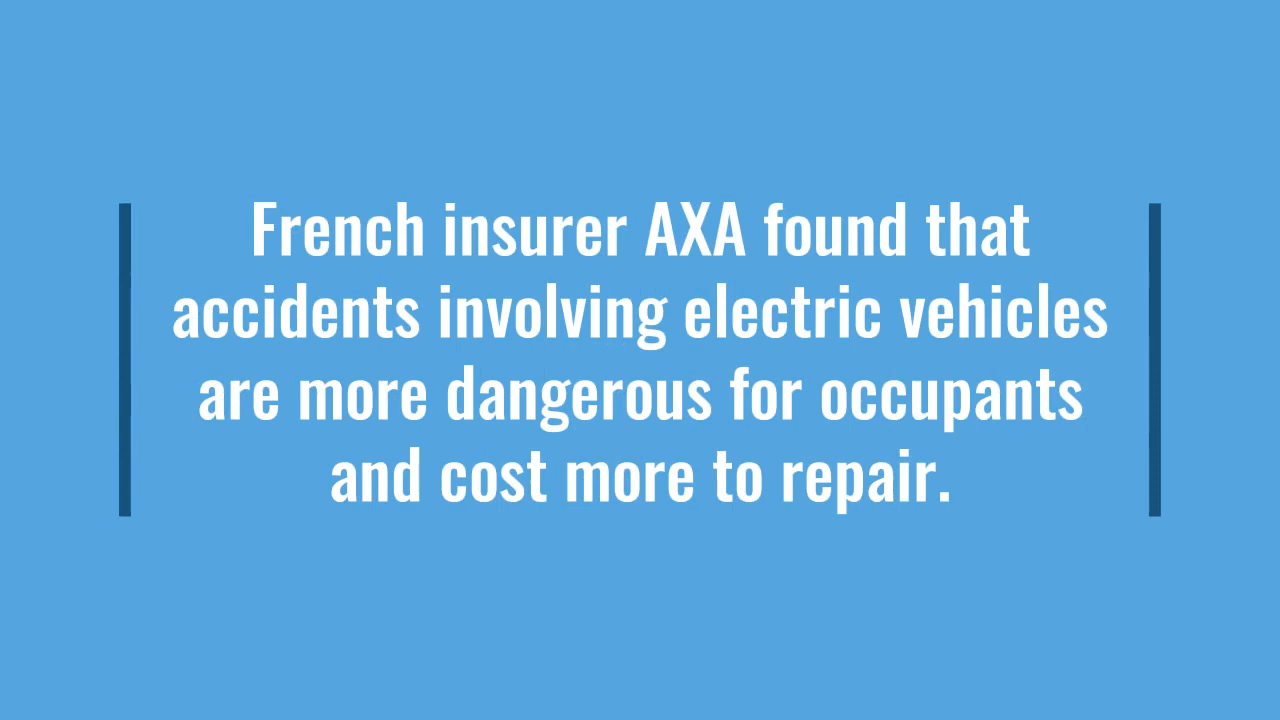 French insurer AXA found that
accidents involving electric vehicles
are more dangerous for occupants
and cost more to repair.